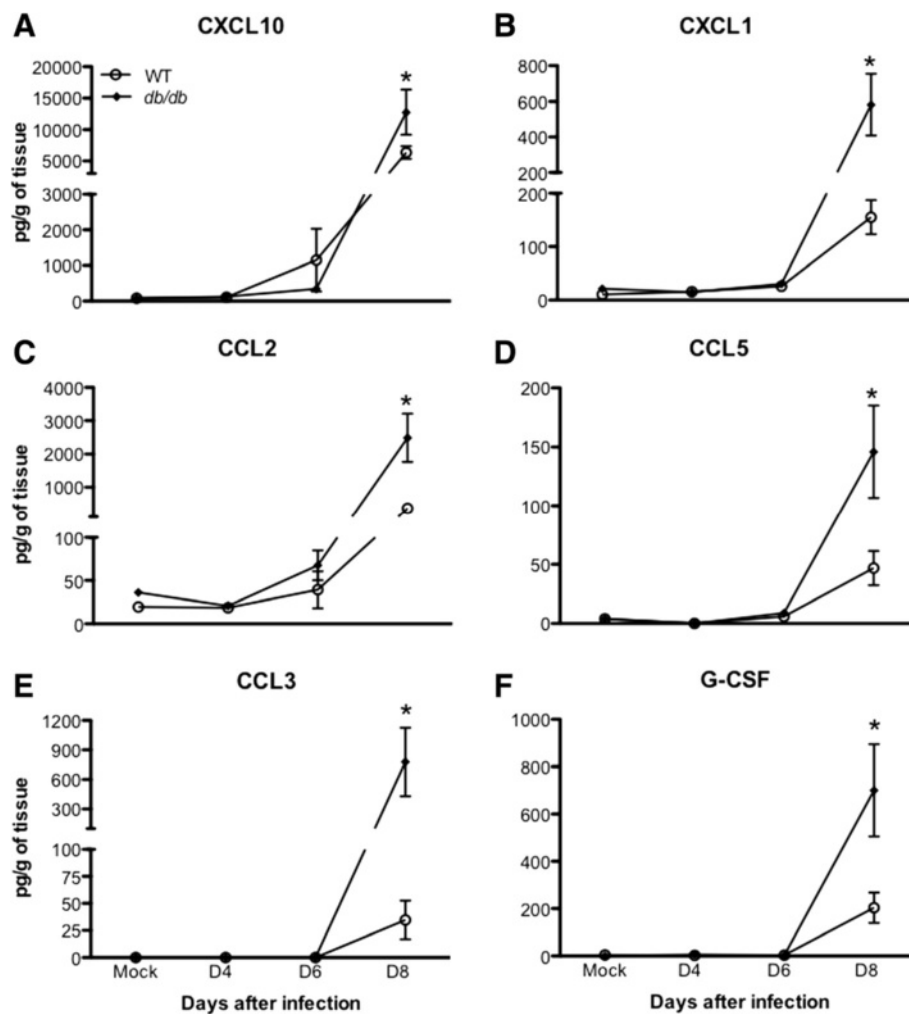 A
CXCL10
WT
db/db
*
20000
15000
10000
5000
3000
2000
1000
0
pg/g of tissue
B
CXCL1
*
800
600
400
200
200
100
0
C
CCL2
*
4000
3000
2000
1000
100
50
0
pg/g of tissue
D
CCL5
*
200
150
100
50
0
E
CCL3
*
1200
900
600
300
100
75
50
25
0
pg/g of tissue
Mock D4 D6 D8
Days after infection
F
G-CSF
*
1000
800
600
400
200
0
Mock D4 D6 D8
Days after infection